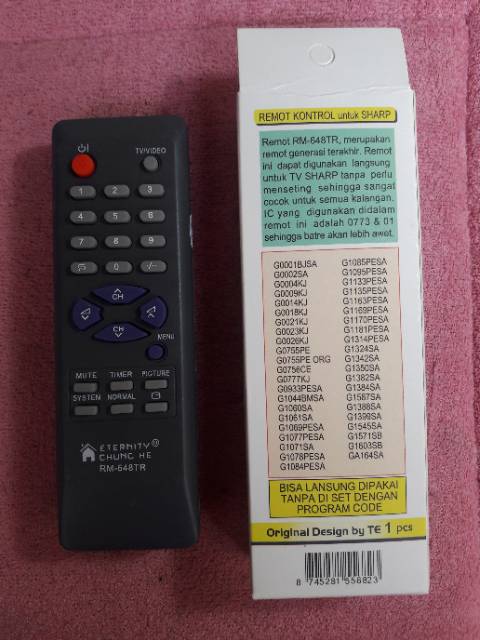 TV/VIDEO
1 2 3
4 5 6
7 8 9
0 -/--
CH
CH
MENU
MUTE TIMER PICTURE
SYSTEM NORMAL
ETERNITY
CHUNG HE
RM-648TR
REMOT KONTROL untuk SHARP
Remot RM-648TR, merupakan
remot generasi terakhir. Remot
ini dapat digunakan langsung
untuk TV SHARP tanpa perlu
menseting sehingga sangat
cocok untuk semua kalangan.
IC yang digunakan didalam
remot ini adalah 0773 & 01
sehingga batre akan lebih awet.
G0001BJSA
G0002SA
G0004KJ
G0009KJ
G0014KJ
G0018KJ
G0021KJ
G0023KJ
G0026KJ
G0755PE
G0755PE ORG
G0756CE
G0777KJ
G0933PESA
G1044BMSA
G1060SA
G1061SA
G1069PESA
G1077PESA
G1071SA
G1078PESA
G1084PESA
G1085PESA
G1095PESA
G1133PESA
G1135PESA
G1163PESA
G1169PESA
G1170PESA
G1181PESA
G1314PESA
G1324SA
G1342SA
G1350SA
G1382SA
G1384SA
G1587SA
G1388SA
G1399SA
G1545SA
G1571SB
G1603SB
GA164SA
BISA LANSUNG DIPAKAI
TANPA DI SET DENGAN
PROGRAM CODE
Original Design by TE 1 pcs
8 745281 556823